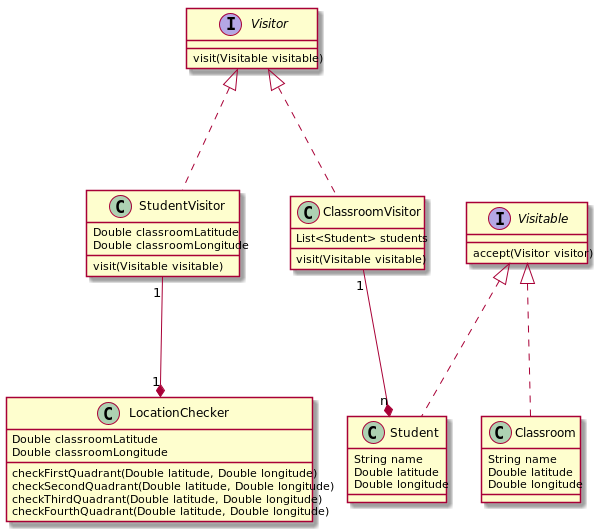 I Visitor
visit(Visitable visitable)
C StudentVisitor
Double classroomLatitude
Double classroomLongitude
visit(Visitable visitable)
C ClassroomVisitor
List<Student> students
visit(Visitable visitable)
I Visitable
accept(Visitor visitor)
1
1
1
n
C LocationChecker
Double classroomLatitude
Double classroomLongitude
checkFirstQuadrant(Double latitude, Double longitude)
checkSecondQuadrant(Double latitude, Double longitude)
checkThirdQuadrant(Double latitude, Double longitude)
checkFourthQuadrant(Double latitude, Double longitude)
C Student
String name
Double latitude
Double longitude
C Classroom
String name
Double latitude
Double longitude